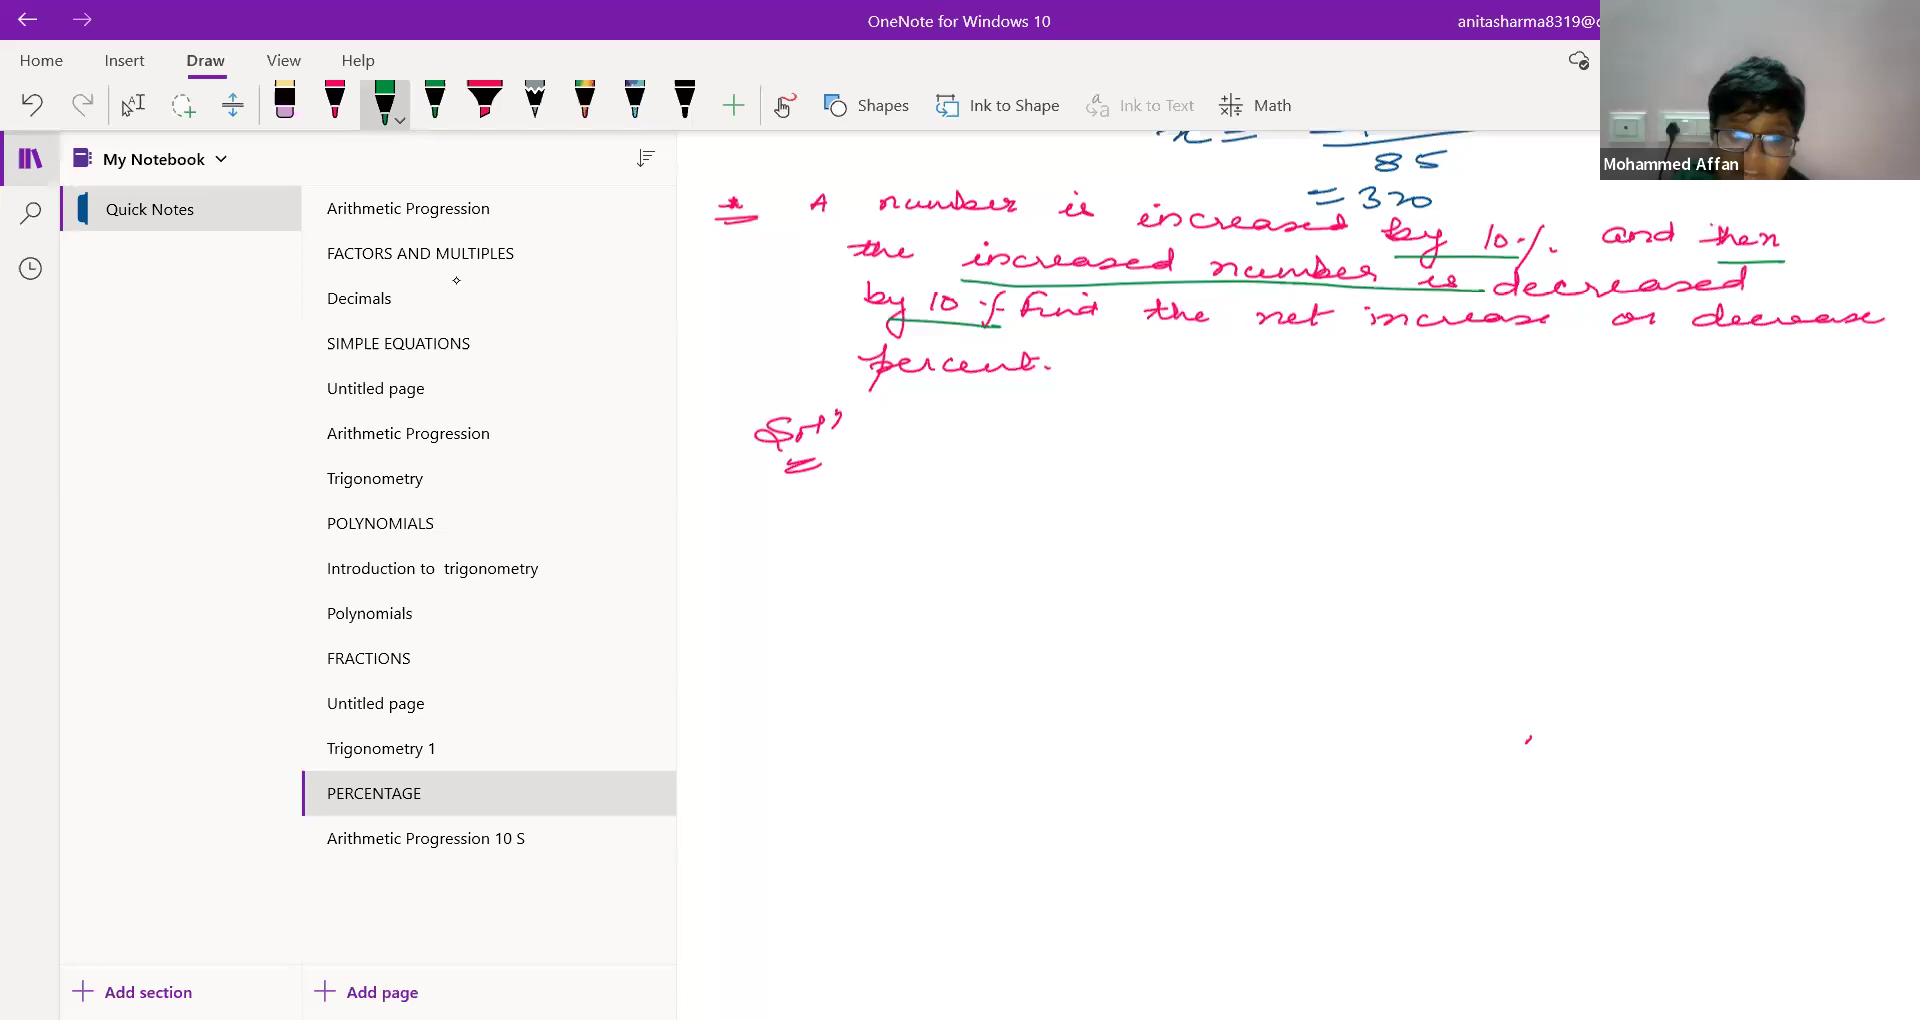 OneNote for Windows 10
anitasharma8319@
Home Insert Draw View Help
Shapes Ink to Shape Ink to Text Math
Mohammed Affan
My Notebook
Quick Notes
Arithmetic Progression
FACTORS AND MULTIPLES
Decimals
SIMPLE EQUATIONS
Untitled page
Arithmetic Progression
Trigonometry
POLYNOMIALS
Introduction to trigonometry
Polynomials
FRACTIONS
Untitled page
Trigonometry 1
PERCENTAGE
Arithmetic Progression 10 S
Add section
Add page
85
= 320
* A number is increased by 10 % and then
the increased number is decreased
by 10 % Find the net increase or decrease
percent.